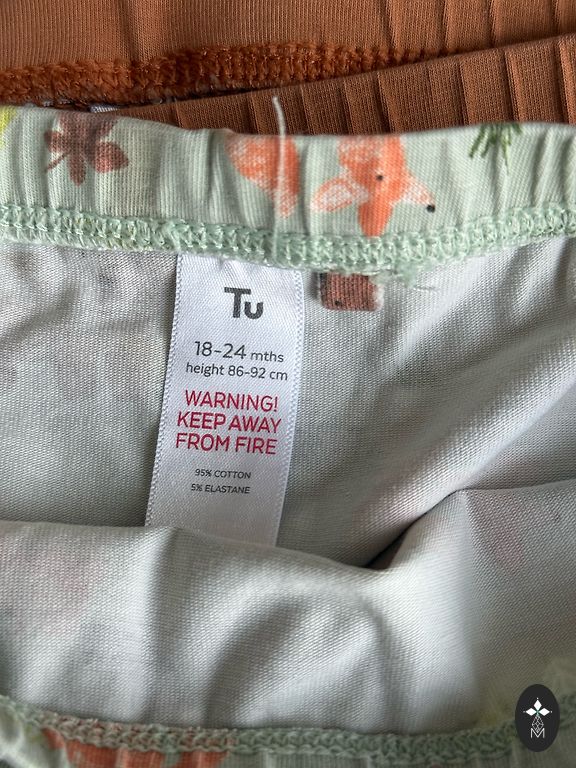 Tu
18-24 mths
height 86-92 cm
WARNING!
KEEP AWAY
FROM FIRE
95% COTTON
5% ELASTANE